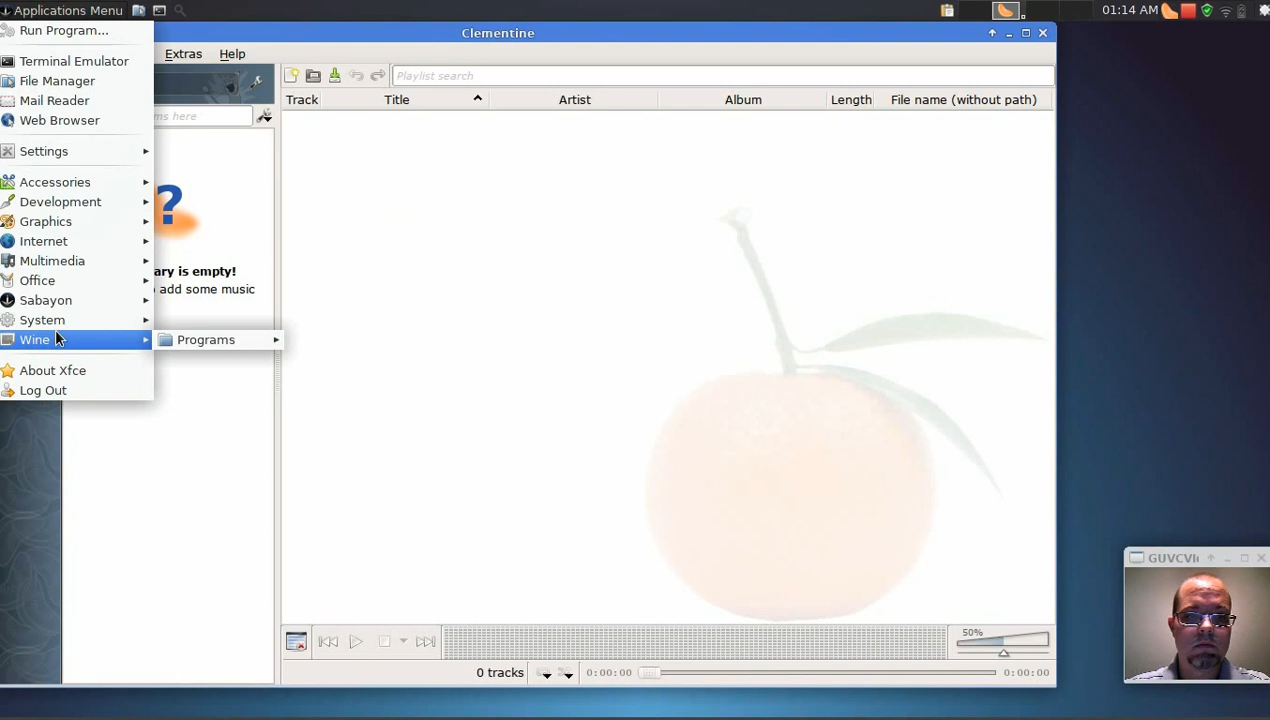 Applications Menu
01:14 AM
Run Program...
Terminal Emulator
File Manager
Mail Reader
Web Browser
Settings
Accessories
Development
Graphics
Internet
Multimedia
Office
Sabayon
System
Wine
Programs
About Xfce
Log Out
Clementine
Extras Help
Playlist search
ms here
Track Title Artist Album Length File name (without path)
?
ary is empty!
o add some music
50%
0 tracks
0:00:00
0:00:00
GUVCVI